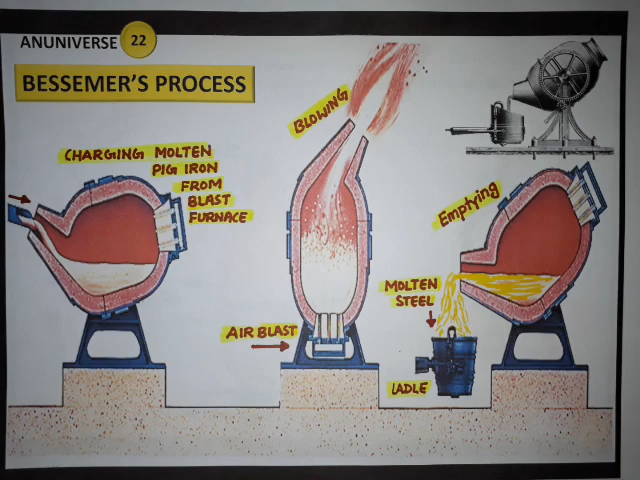 ANUNIVERSE 22
BESSEMER'S PROCESS
CHARGING MOLTEN
PIG IRON
FROM
BLAST
FURNACE
BLOWING
AIR BLAST
Emptying
MOLTEN
STEEL
LADLE